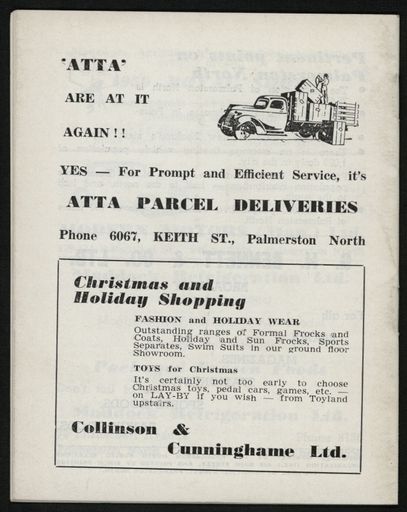 'ATTA'
ARE AT IT
AGAIN!!
YES — For Prompt and Efficient Service, it's
ATTA PARCEL DELIVERIES
Phone 6067, KEITH ST., Palmerston North
Christmas and
Holiday Shopping
FASHION and HOLIDAY WEAR
Outstanding ranges of Formal Frocks and
Coats, Holiday and Sun Frocks, Sports
Separates, Swim Suits in our ground floor
Showroom.
TOYS for Christmas
It's certainly not too early to choose
Christmas toys, pedal cars, games, etc. —
on LAY-BY if you wish — from Toyland
upstairs.
Collinson &
Cunninghame Ltd.